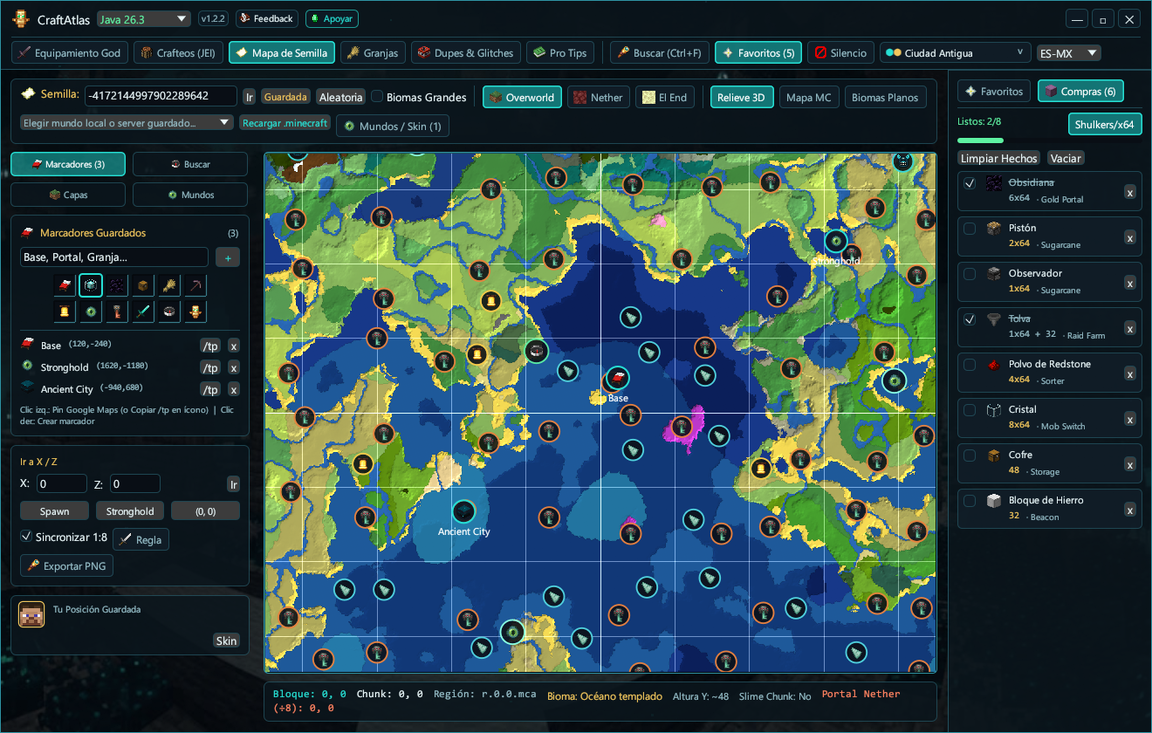 CraftAtlas Java 26.3 v1.2.2 Feedback Apoyar
Equipamiento God Crafteos (JEI) Mapa de Semilla Granjas Dupes & Glitches Pro Tips Buscar (Ctrl+F) Favoritos (5) Silencio Ciudad Antigua ES-MX
Semilla: -4172144997902289642 Ir Guardada Aleatoria Biomas Grandes Overworld Nether El End Relieve 3D Mapa MC Biomas Planos
Elegir mundo local o server guardado... Recargar .minecraft Mundos / Skin (1)
Marcadores (3) Buscar
Capas Mundos
Marcadores Guardados (3)
Base, Portal, Granja... +
Base (120,-240) /tp x
Stronghold (1620,-1180) /tp x
Ancient City (-940,680) /tp x
Clic izq.: Pin Google Maps (o Copiar /tp en icono) | Clic
der: Crear marcador
Ir a X / Z
X: 0 Z: 0 Ir
Spawn Stronghold (0, 0)
Sincronizar 1:8 Regla
Exportar PNG
Tu Posición Guardada
Skin
Stronghold
Base
Ancient City
Bloque: 0, 0 Chunk: 0, 0 Región: r.0.0.mca Bioma: Océano templado Altura Y: ~48 Slime Chunk: No Portal Nether
(÷8): 0, 0
Favoritos Compras (6)
Listos: 2/8 Shulkers/x64
Limpiar Hechos Vaciar
Obsidiana
6x64 · Gold Portal x
Pistón
2x64 · Sugarcane x
Observador
1x64 · Sugarcane x
Tolva
1x64 + 32 · Raid Farm x
Polvo de Redstone
4x64 · Sorter x
Cristal
8x64 · Mob Switch x
Cofre
48 · Storage x
Bloque de Hierro
32 · Beacon x